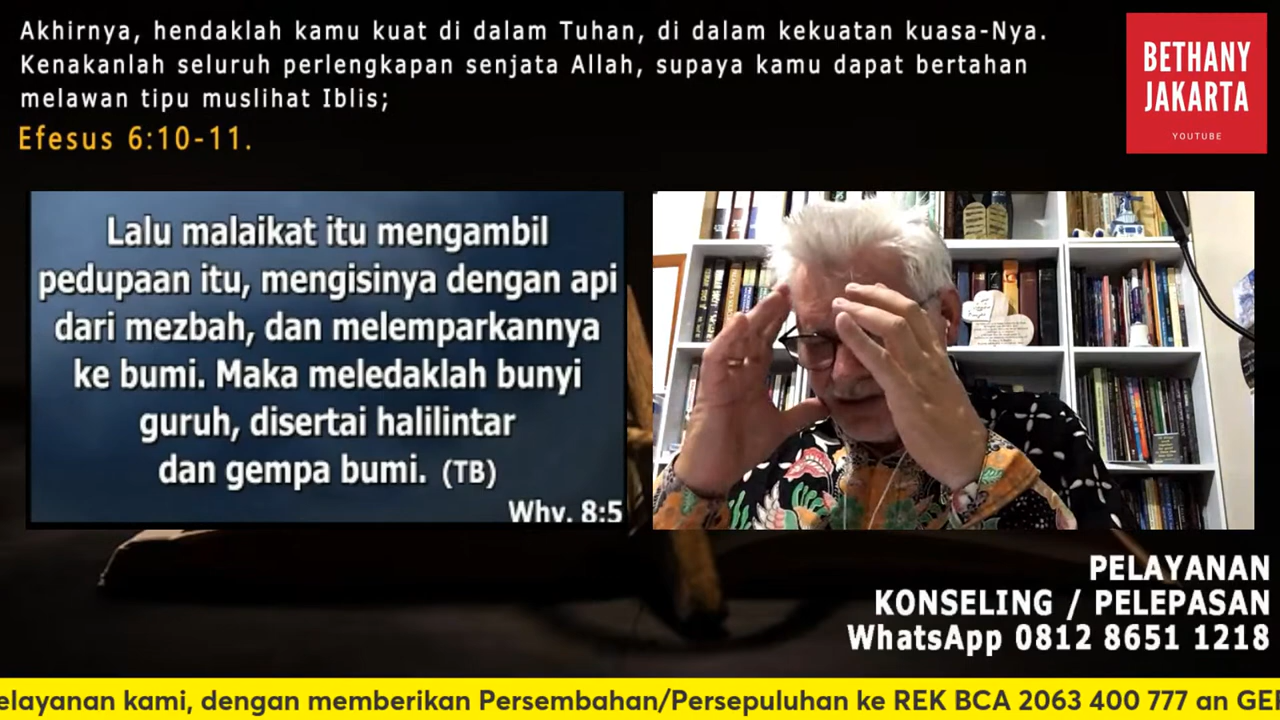 Akhirnya, hendaklah kamu kuat di dalam Tuhan, di dalam kekuatan kuasa-Nya.
Kenakanlah seluruh perlengkapan senjata Allah, supaya kamu dapat bertahan
melawan tipu muslihat Iblis;
Efesus 6:10-11.
BETHANY
JAKARTA
YOUTUBE
Lalu malaikat itu mengambil
pedupaan itu, mengisinya dengan api
dari mezbah, dan melemparkannya
ke bumi. Maka meledaklah bunyi
guruh, disertai halilintar
dan gempa bumi. (TB)
Why. 8:5
PELAYANAN
KONSELING / PELEPASAN
WhatsApp 0812 8651 1218
elayanan kami, dengan memberikan Persembahan/Persepuluhan ke REK BCA 2063 400 777 an GE